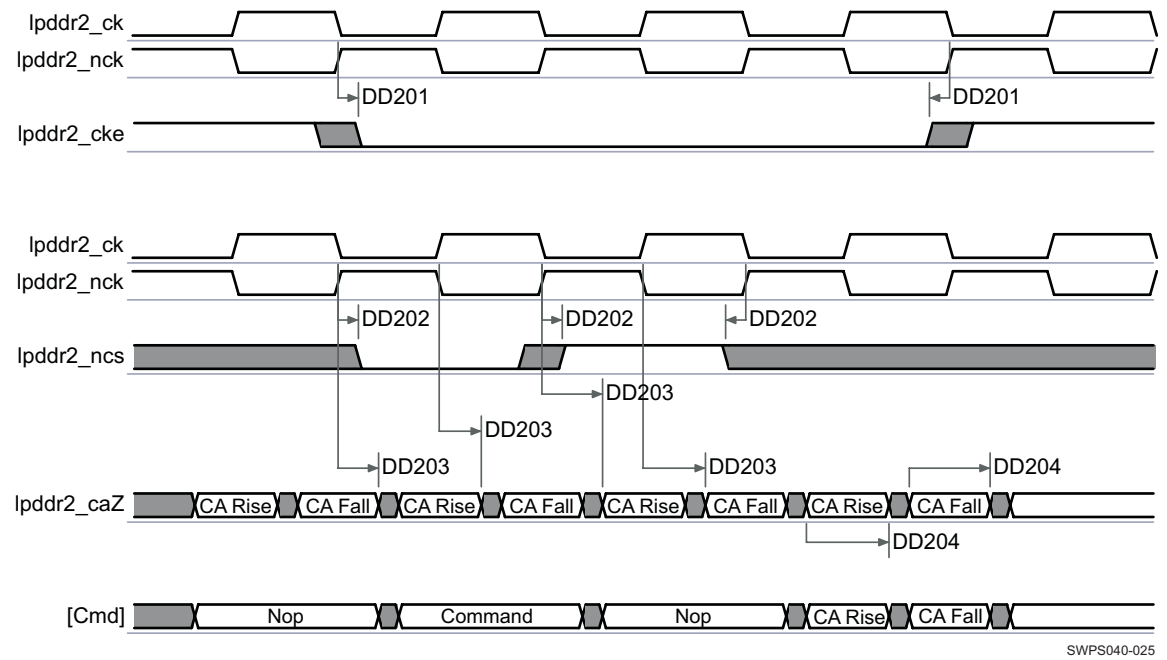 lpddr2_ck
lpddr2_nck
DD201 DD201
lpddr2_cke
lpddr2_ck
lpddr2_nck
DD202 DD202 DD202
lpddr2_ncs
DD203
DD203
DD203 DD203 DD204
lpddr2_caZ CA Rise CA Fall CA Rise CA Fall CA Rise CA Fall CA Rise CA Fall
DD204
[Cmd] Nop Command Nop CA Rise CA Fall
SWPS040-025